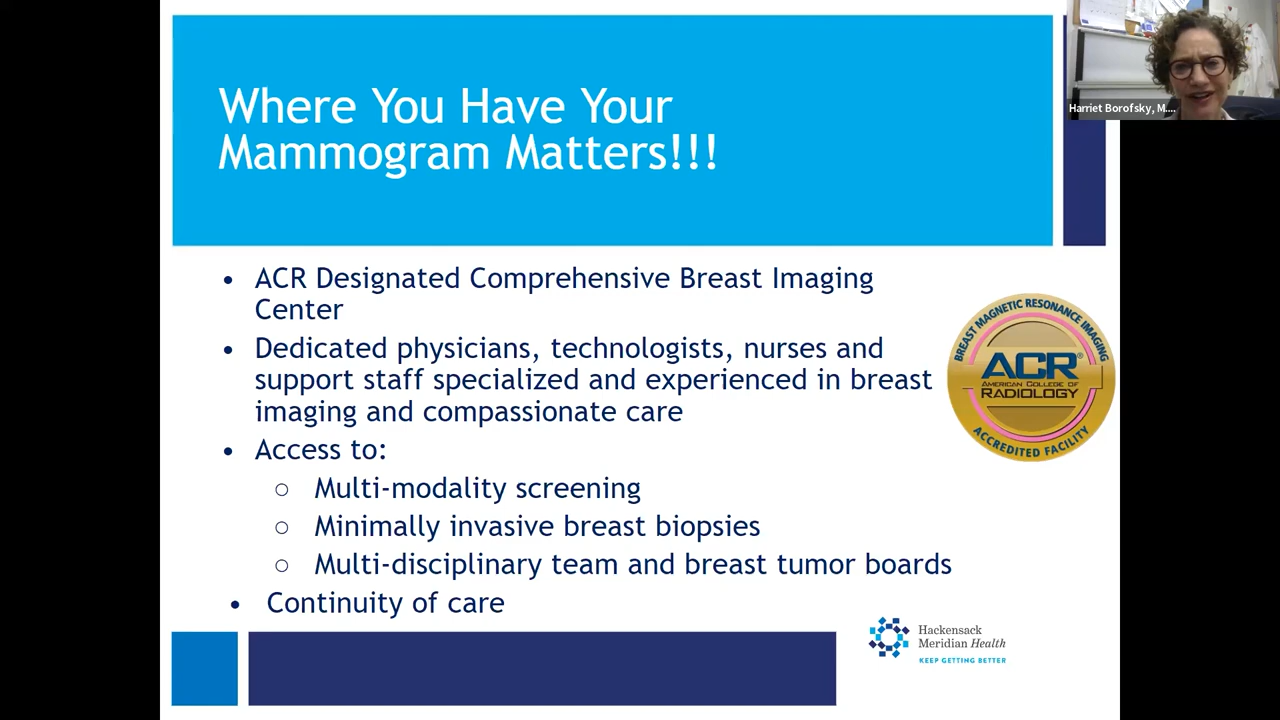 Where You Have Your
Mammogram Matters!!!
Harriet Borofsky, M....
• ACR Designated Comprehensive Breast Imaging
Center
• Dedicated physicians, technologists, nurses and
support staff specialized and experienced in breast
imaging and compassionate care
• Access to:
○ Multi-modality screening
○ Minimally invasive breast biopsies
○ Multi-disciplinary team and breast tumor boards
• Continuity of care
BREAST MAGNETIC RESONANCE IMAGING
ACR®
AMERICAN COLLEGE OF
RADIOLOGY
ACCREDITED FACILITY
Hackensack
Meridian Health
KEEP GETTING BETTER